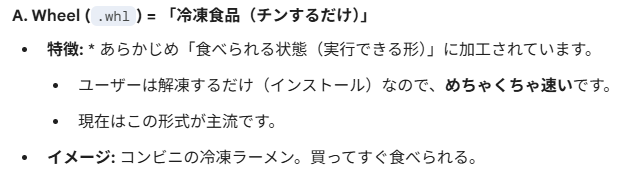 A. Wheel (.whl) = 「冷凍食品（チンするだけ）」
• 特徴: * あらかじめ「食べられる状態（実行できる形）」に加工されています。
• ユーザーは解凍するだけ（インストール）なので、めちゃくちゃ速いです。
• 現在はこの形式が主流です。
• イメージ: コンビニの冷凍ラーメン。買ってすぐ食べられる。